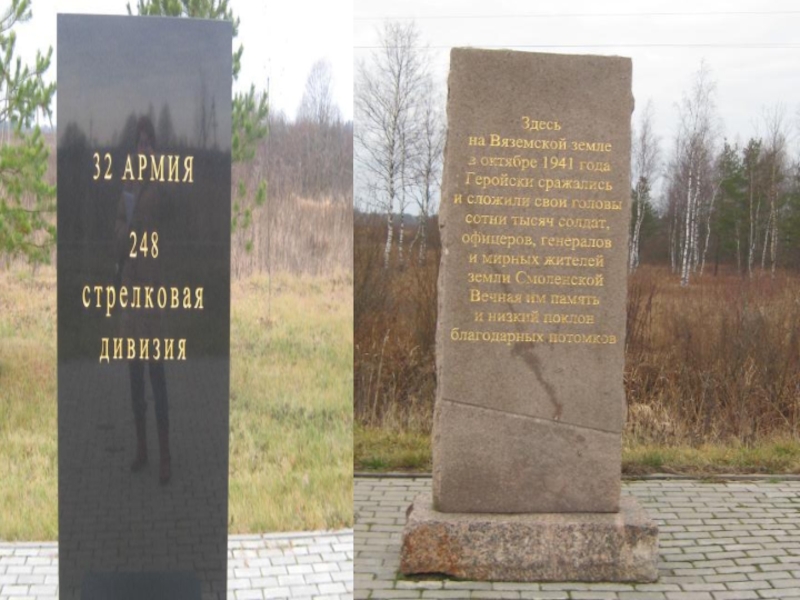 32 АРМИЯ
248
стрелковая
дивизия
Здесь
на Вяземской земле
в октябре 1941 года
Геройски сражались
и сложили свои головы
сотни тысяч солдат,
офицеров, генералов
и мирных жителей
земли Смоленской
Вечная им память
и низкий поклон
благодарных потомков